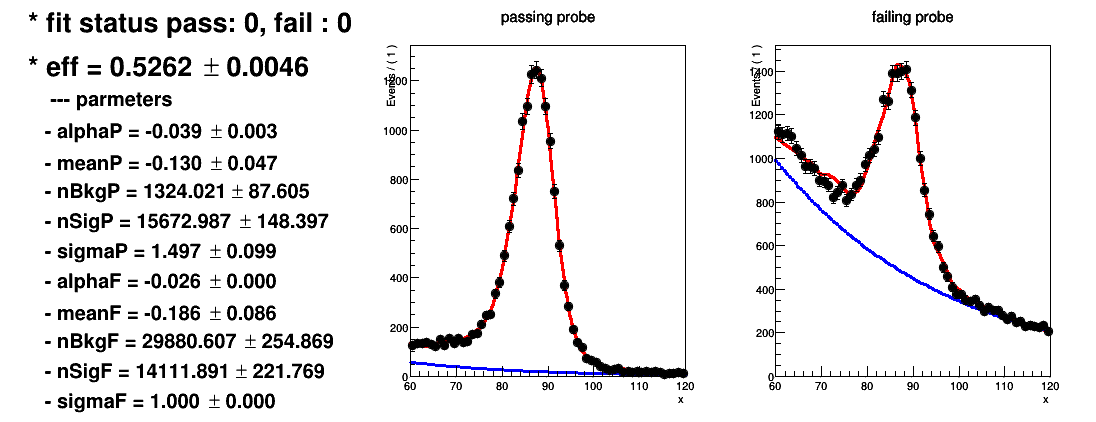 * fit status pass: 0, fail : 0
* eff = 0.5262 ± 0.0046
--- parmeters
- alphaP = -0.039 ± 0.003
- meanP = -0.130 ± 0.047
- nBkgP = 1324.021 ± 87.605
- nSigP = 15672.987 ± 148.397
- sigmaP = 1.497 ± 0.099
- alphaF = -0.026 ± 0.000
- meanF = -0.186 ± 0.086
- nBkgF = 29880.607 ± 254.869
- nSigF = 14111.891 ± 221.769
- sigmaF = 1.000 ± 0.000
passing probe
Events / ( 1 )
1200
1000
800
600
400
200
0
60 70 80 90 100 110 120
x
failing probe
Events / ( 1 )
1400
1200
1000
800
600
400
200
0
60 70 80 90 100 110 120
x